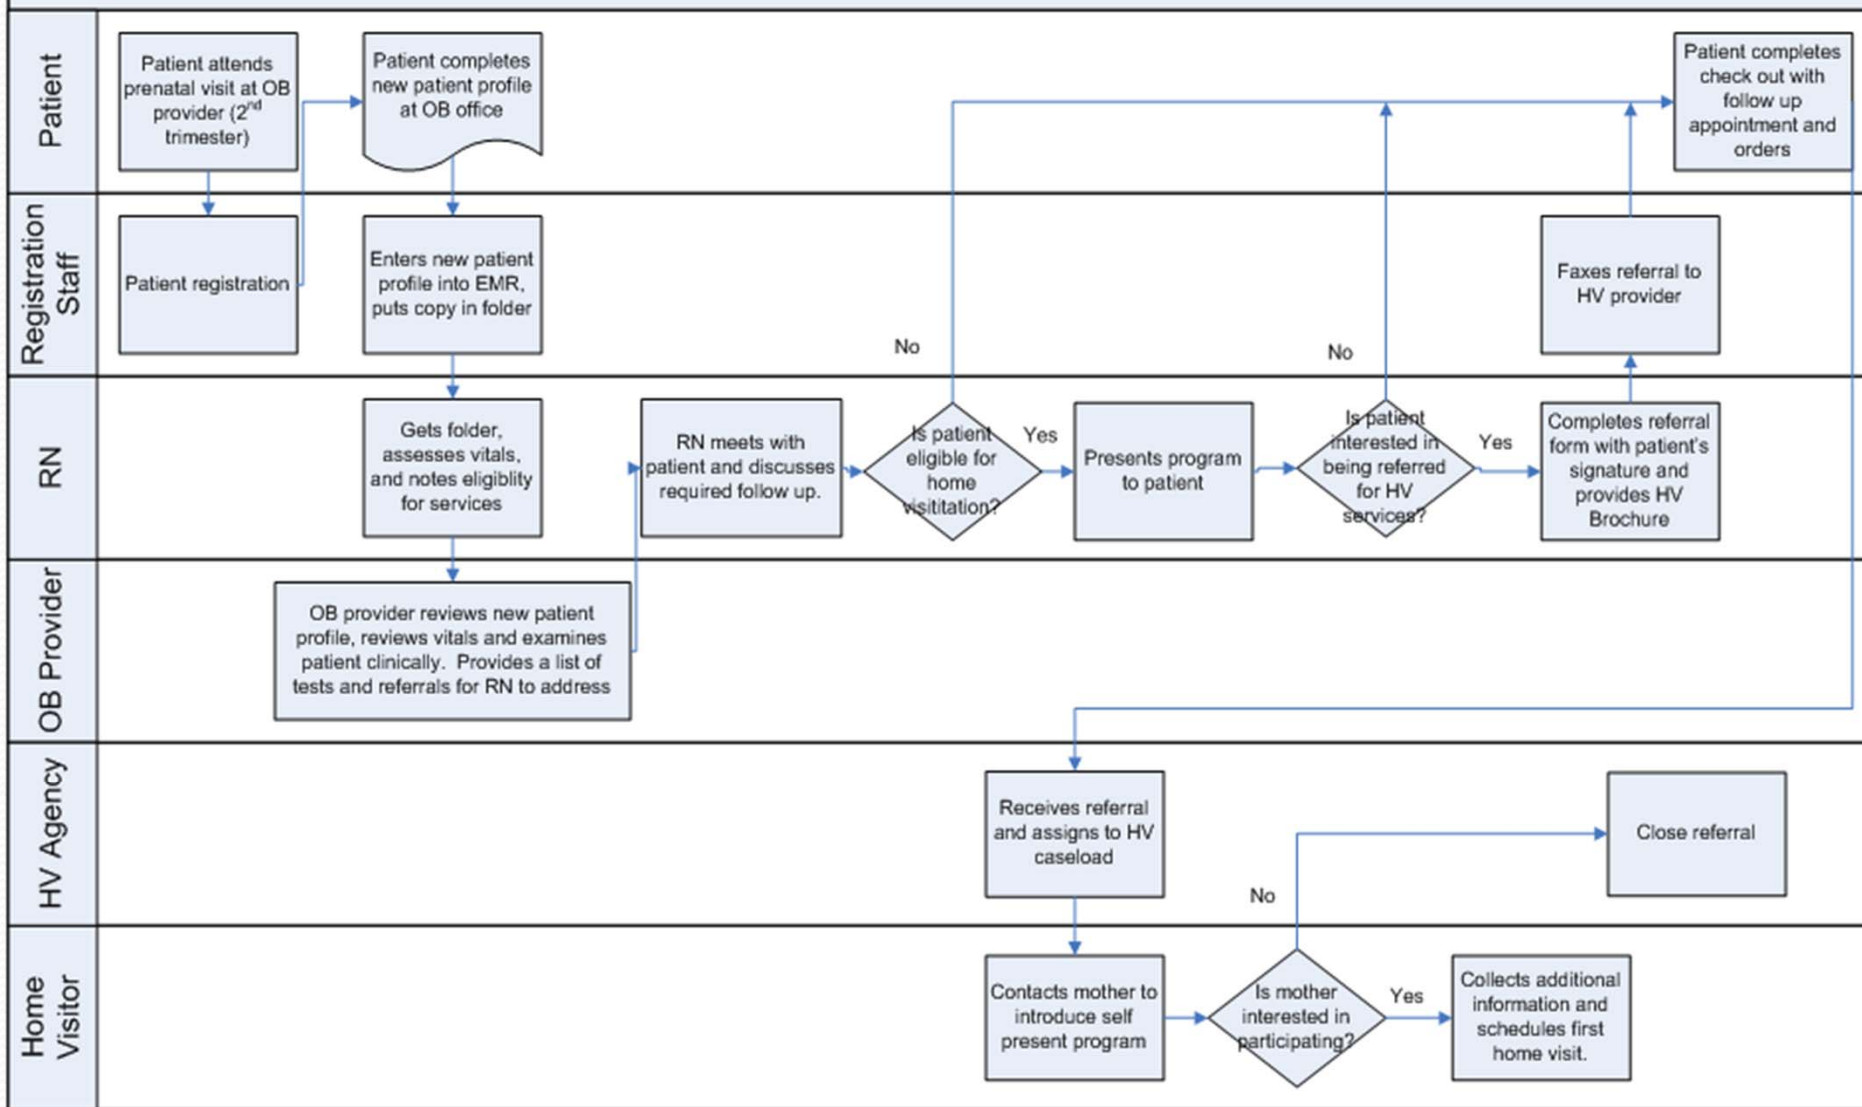 Patient
Patient attends
prenatal visit at OB
provider (2nd
trimester)
Patient completes
new patient profile
at OB office
Patient completes
check out with
follow up
appointment and
orders
Registration
Staff
Patient registration
Enters new patient
profile into EMR,
puts copy in folder
No
No
Faxes referral to
HV provider
RN
Gets folder,
assesses vitals,
and notes eligiblity
for services
RN meets with
patient and discusses
required follow up.
Is patient
eligible for
home
visititation?
Yes
Presents program
to patient
Is patient
interested in
being referred
for HV
services?
Yes
Completes referral
form with patient's
signature and
provides HV
Brochure
OB Provider
OB provider reviews new patient
profile, reviews vitals and examines
patient clinically.  Provides a list of
tests and referrals for RN to address
HV Agency
Receives referral
and assigns to HV
caseload
No
Close referral
Home
Visitor
Contacts mother to
introduce self
present program
Is mother
interested in
participating?
Yes
Collects additional
information and
schedules first
home visit.